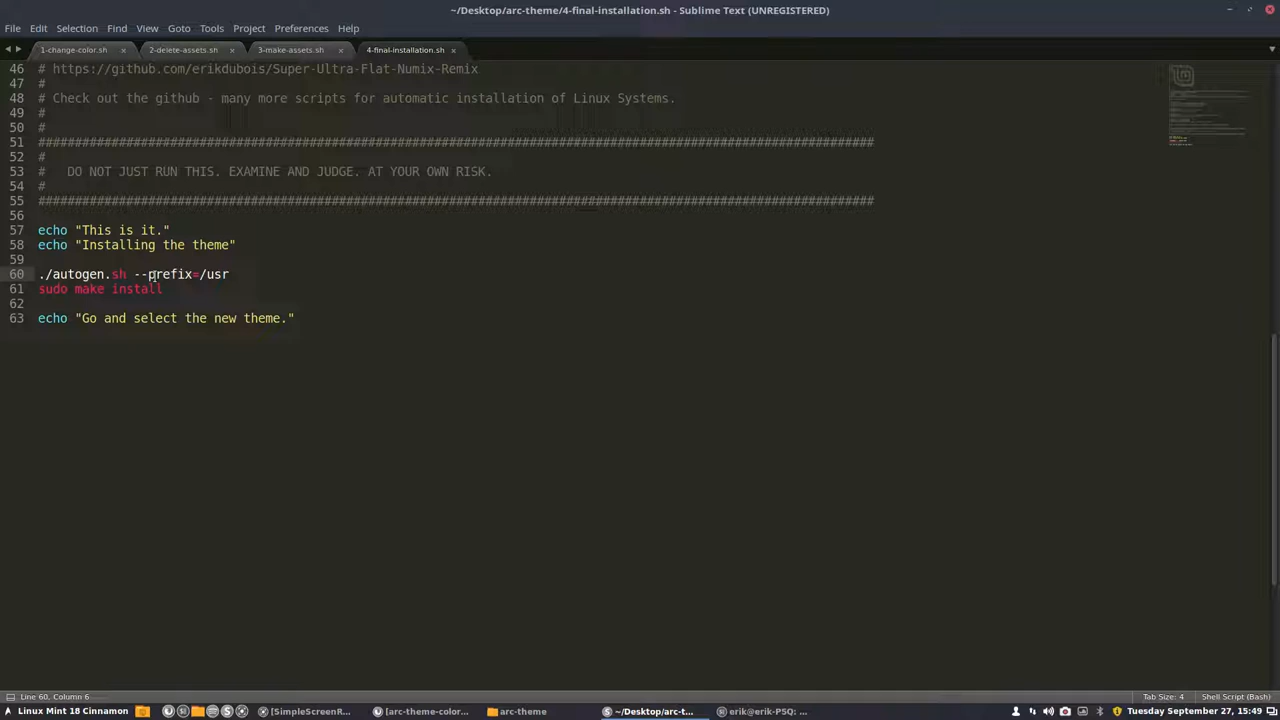 ~/Desktop/arc-theme/4-final-installation.sh - Sublime Text (UNREGISTERED)
File Edit Selection Find View Goto Tools Project Preferences Help
1-change-color.sh 2-delete-assets.sh 3-make-assets.sh 4-final-installation.sh
46 # https://github.com/erikdubois/Super-Ultra-Flat-Numix-Remix
47 #
48 # Check out the github - many more scripts for automatic installation of Linux Systems.
49 #
50 #
51 ##################################################################################################################
52 #
53 #   DO NOT JUST RUN THIS. EXAMINE AND JUDGE. AT YOUR OWN RISK.
54 #
55 ##################################################################################################################
56
57 echo "This is it."
58 echo "Installing the theme"
59
60 ./autogen.sh --prefix=/usr
61 sudo make install
62
63 echo "Go and select the new theme."
Line 60, Column 6 Tab Size: 4 Shell Script (Bash)
Linux Mint 18 Cinnamon [SimpleScreenR... [arc-theme-color... arc-theme ~/Desktop/arc-t... erik@erik-PSQ: ... Tuesday September 27, 15:49